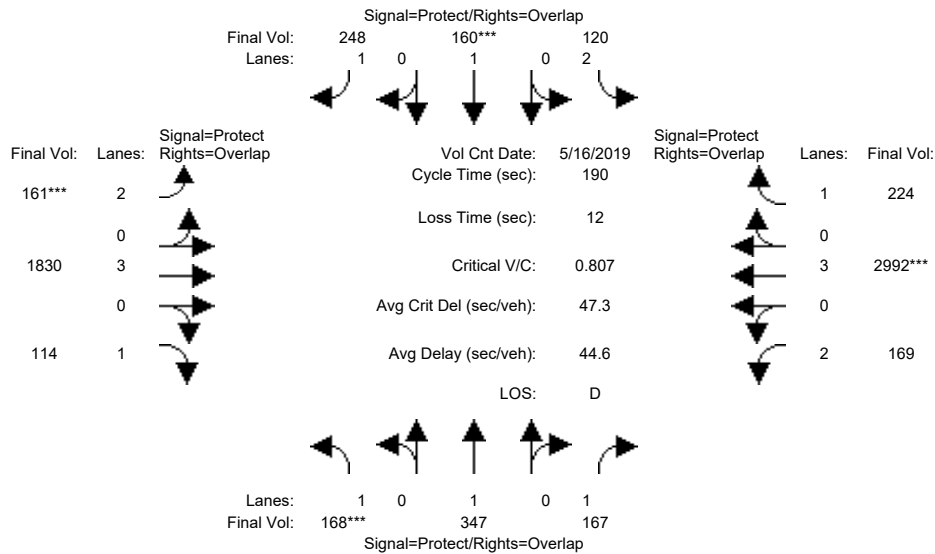 Signal=Protect/Rights=Overlap
Final Vol: 248 160*** 120
Lanes: 1 0 1 0 2
Signal=Protect
Final Vol: Lanes: Rights=Overlap
Vol Cnt Date: 5/16/2019
Signal=Protect
Rights=Overlap Lanes: Final Vol:
Cycle Time (sec): 190
161*** 2
1 224
Loss Time (sec): 12
0
0
1830 3
Critical V/C: 0.807
3 2992***
0
Avg Crit Del (sec/veh): 47.3
0
114 1
Avg Delay (sec/veh): 44.6
2 169
LOS: D
Lanes: 1 0 1 0 1
Final Vol: 168*** 347 167
Signal=Protect/Rights=Overlap